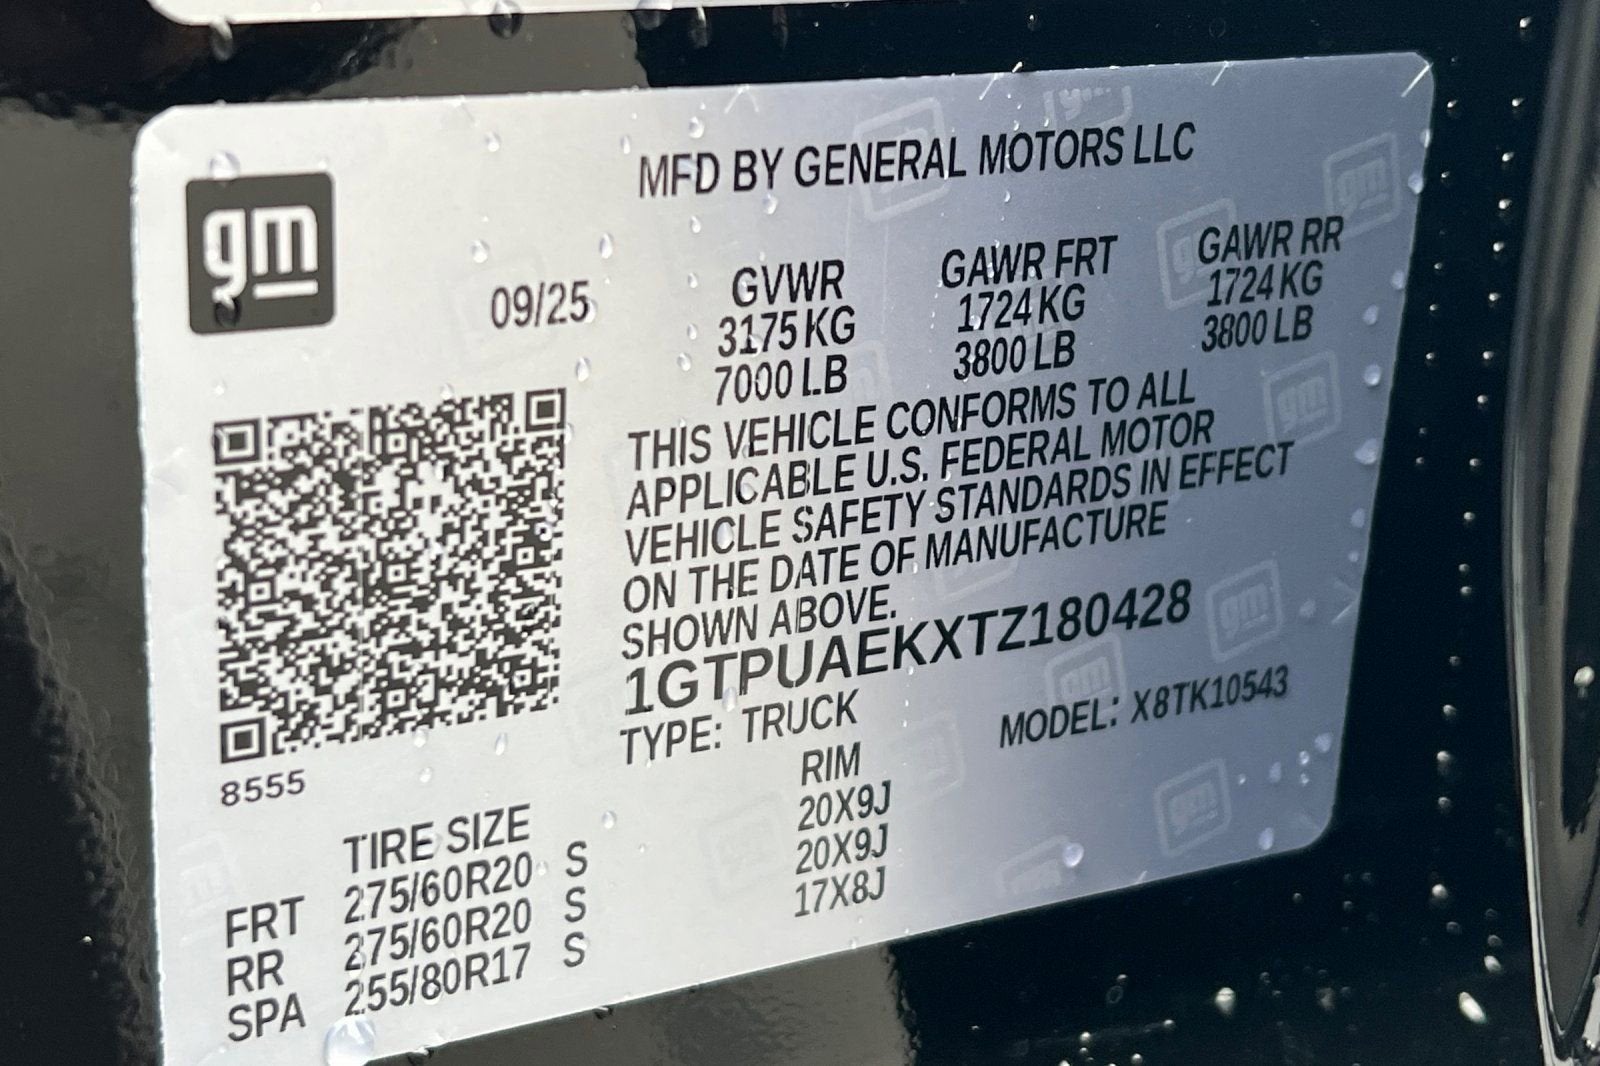 gm
MFD BY GENERAL MOTORS LLC
09/25
GVWR GAWR FRT GAWR RR
3175 KG 1724 KG 1724 KG
7000 LB 3800 LB 3800 LB
THIS VEHICLE CONFORMS TO ALL
APPLICABLE U.S. FEDERAL MOTOR
VEHICLE SAFETY STANDARDS IN EFFECT
ON THE DATE OF MANUFACTURE
SHOWN ABOVE.
1GTPUAEKXTZ180428
TYPE: TRUCK MODEL: X8TK10543
8555
TIRE SIZE RIM
FRT 275/60R20 S 20X9J
RR 275/60R20 S 20X9J
SPA 255/80R17 S 17X8J